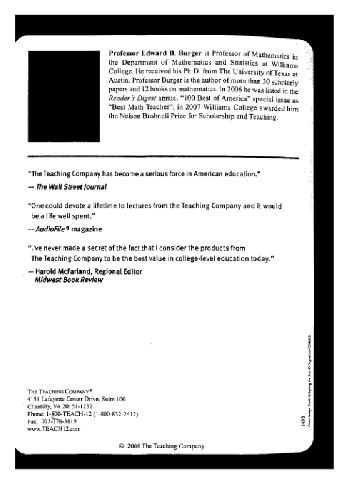 Professor Edward B. Burger is Professor of Mathematics in
the Department of Mathematics and Statistics at Williams
College. He received his Ph.D. from The University of Texas at
Austin. Professor Burger is the author of more than 30 scholarly
papers and 12 books on mathematics. In 2006 he was listed in the
Reader's Digest annual "100 Best of America" special issue as
"Best Math Teacher"; in 2007 Williams College awarded him
the Nelson Bushnell Prize for Scholarship and Teaching.
"The Teaching Company has become a serious force in American education."
— The Wall Street Journal
"One could devote a lifetime to lectures from the Teaching Company and it would
be a life well spent."
— AudioFile® magazine
"I've never made a secret of the fact that I consider the products from
The Teaching Company to be the best value in college-level education today."
— Harold McFarland, Regional Editor
Midwest Book Review
THE TEACHING COMPANY®
4151 Lafayette Center Drive, Suite 100
Chantilly, VA 20151-1232
Phone: 1-800-TEACH-12 (1-800-832-2412)
Fax: 703-378-3819
www.TEACH12.com
© 2008 The Teaching Company
1495